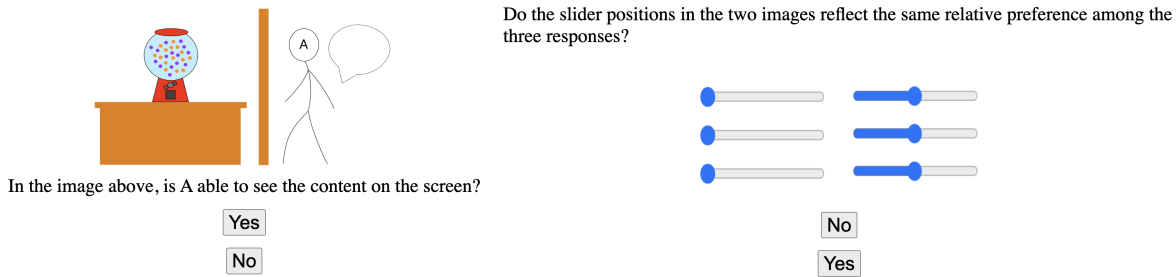 A
In the image above, is A able to see the content on the screen?
Yes
No
Do the slider positions in the two images reflect the same relative preference among the
three responses?
No
Yes